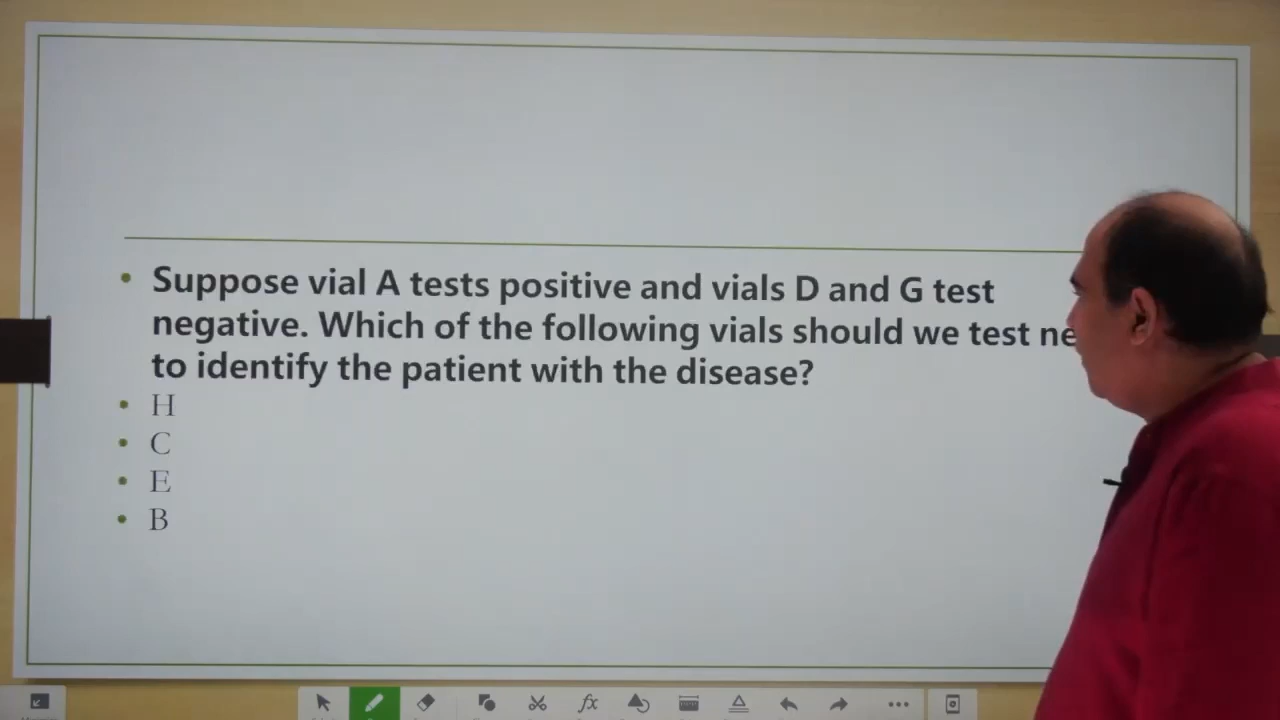 Suppose vial A tests positive and vials D and G test
negative. Which of the following vials should we test
to identify the patient with the disease?
H
C
E
B
fx